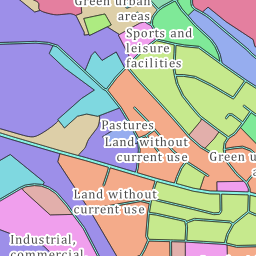 Green urban
areas
Sports and
leisure
facilities
Pastures
Land without
current use
Green u
a
Land without
current use
Industrial,
commercial